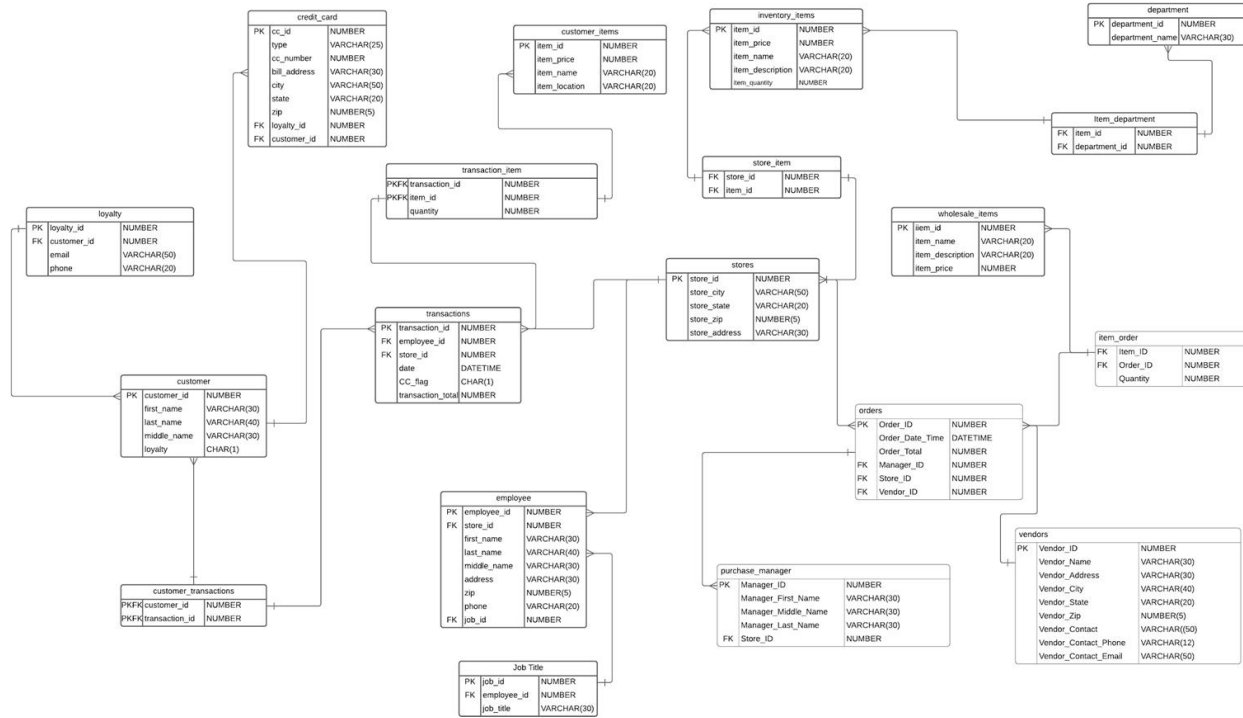 credit_card
PK cc_id NUMBER
type VARCHAR(25)
cc_number NUMBER
bill_address VARCHAR(30)
city VARCHAR(50)
state VARCHAR(20)
zip NUMBER(5)
FK loyalty_id NUMBER
FK customer_id NUMBER
customer_items
PK item_id NUMBER
item_price NUMBER
item_name VARCHAR(20)
item_location VARCHAR(20)
inventory_items
PK item_id NUMBER
item_price NUMBER
item_name VARCHAR(20)
item_description VARCHAR(20)
item_quantity NUMBER
department
PK department_id NUMBER
department_name VARCHAR(30)
Item_department
FK item_id NUMBER
FK department_id NUMBER
transaction_item
PKFK transaction_id NUMBER
PKFK item_id NUMBER
quantity NUMBER
store_item
FK store_id NUMBER
FK item_id NUMBER
loyalty
PK loyalty_id NUMBER
FK customer_id NUMBER
email VARCHAR(50)
phone VARCHAR(20)
wholesale_items
PK iiem_id NUMBER
item_name VARCHAR(20)
item_description VARCHAR(20)
item_price NUMBER
stores
PK store_id NUMBER
store_city VARCHAR(50)
store_state VARCHAR(20)
store_zip NUMBER(5)
store_address VARCHAR(30)
transactions
PK transaction_id NUMBER
FK employee_id NUMBER
FK store_id NUMBER
date DATETIME
CC_flag CHAR(1)
transaction_total NUMBER
item_order
FK Item_ID NUMBER
FK Order_ID NUMBER
Quantity NUMBER
customer
PK customer_id NUMBER
first_name VARCHAR(30)
last_name VARCHAR(40)
middle_name VARCHAR(30)
loyalty CHAR(1)
orders
PK Order_ID NUMBER
Order_Date_Time DATETIME
Order_Total NUMBER
FK Manager_ID NUMBER
FK Store_ID NUMBER
FK Vendor_ID NUMBER
employee
PK employee_id NUMBER
FK store_id NUMBER
first_name VARCHAR(30)
last_name VARCHAR(40)
middle_name VARCHAR(30)
address VARCHAR(30)
zip NUMBER(5)
phone VARCHAR(20)
FK job_id NUMBER
vendors
PK Vendor_ID NUMBER
Vendor_Name VARCHAR(30)
Vendor_Address VARCHAR(30)
Vendor_City VARCHAR(40)
Vendor_State VARCHAR(20)
Vendor_Zip NUMBER(5)
Vendor_Contact VARCHAR((50)
Vendor_Contact_Phone VARCHAR(12)
Vendor_Contact_Email VARCHAR(50)
purchase_manager
PK Manager_ID NUMBER
Manager_First_Name VARCHAR(30)
Manager_Middle_Name VARCHAR(30)
Manager_Last_Name VARCHAR(30)
FK Store_ID NUMBER
customer_transactions
PKFK customer_id NUMBER
PKFK transaction_id NUMBER
Job Title
PK job_id NUMBER
FK employee_id NUMBER
job_title VARCHAR(30)